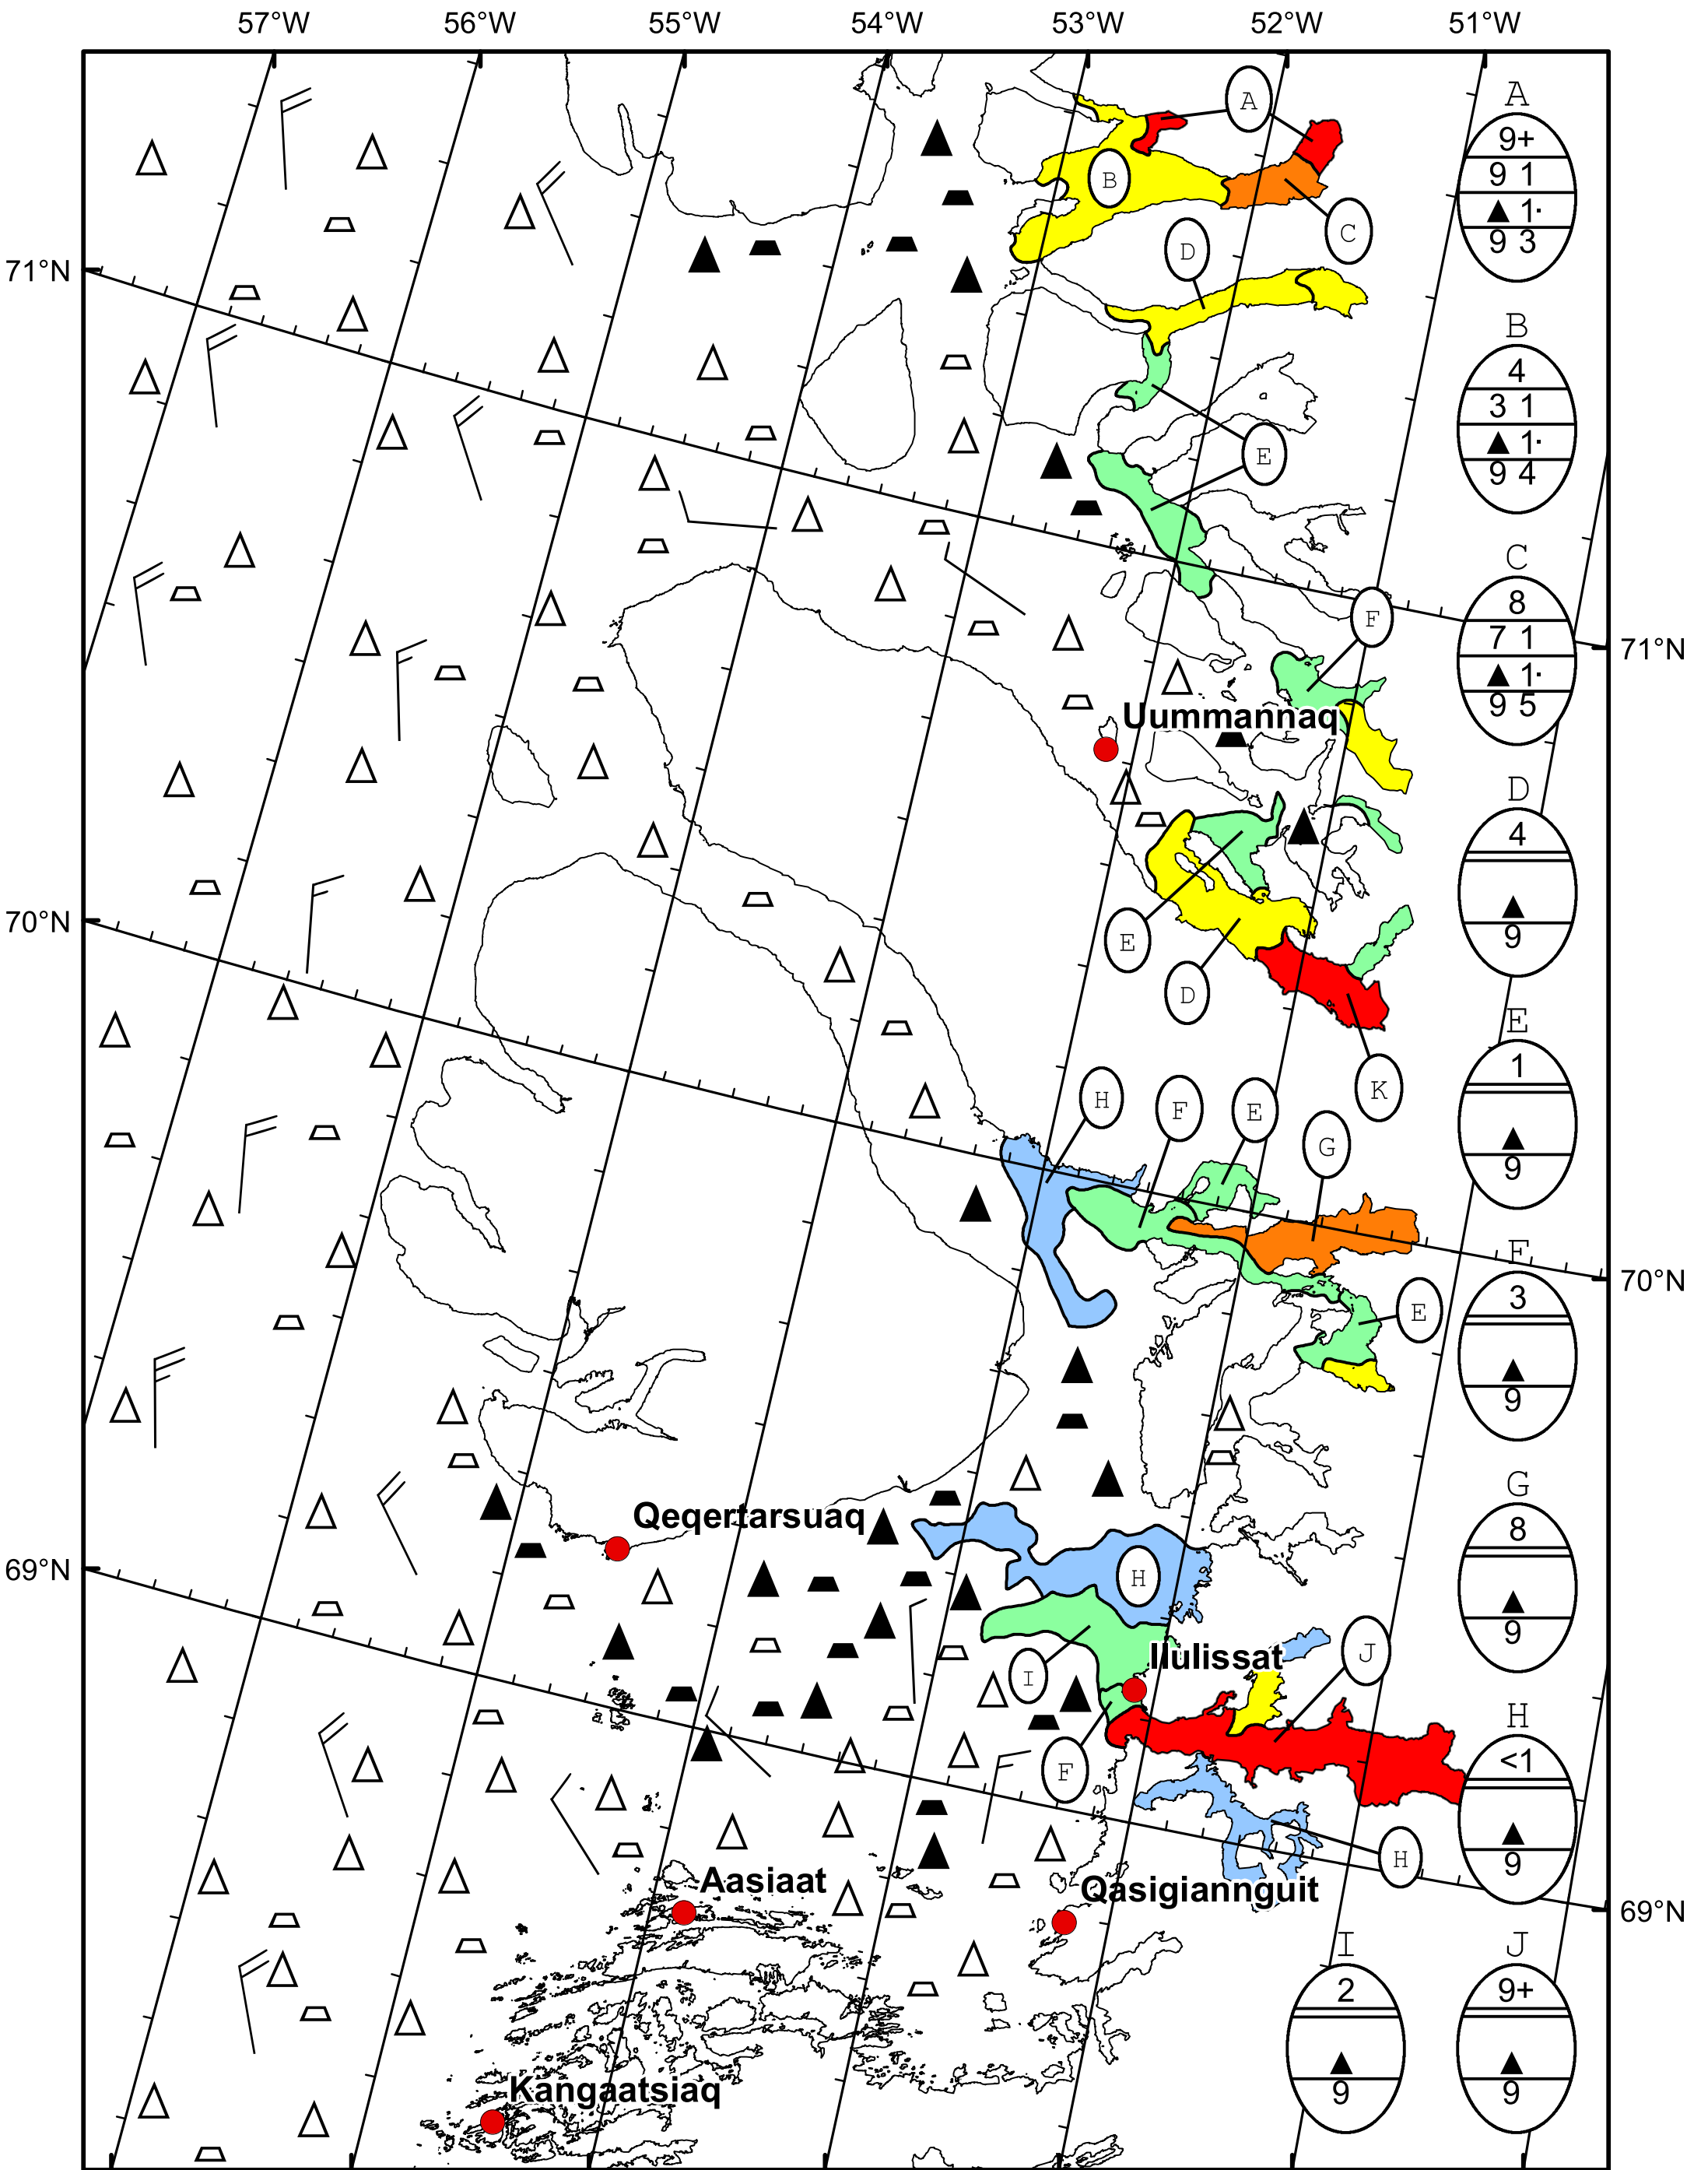 57°W 56°W 55°W 54°W 53°W 52°W 51°W
A
A
9+
9 1
▲ 1·
9 3
B
C
D
71°N
B
4
3 1
▲ 1·
9 4
E
C
8
7 1
▲ 1·
9 5
F
71°N
Uummannaq
D
4
▲
9
70°N
E
D
E
1
▲
9
K
H
F
E
G
F
3
▲
9
70°N
E
G
8
▲
9
Qeqertarsuaq
69°N
H
Ilulissat
J
I
F
H
<1
▲
9
H
Aasiaat
Qasigiannguit
69°N
I
2
▲
9
J
9+
▲
9
Kangaatsiaq